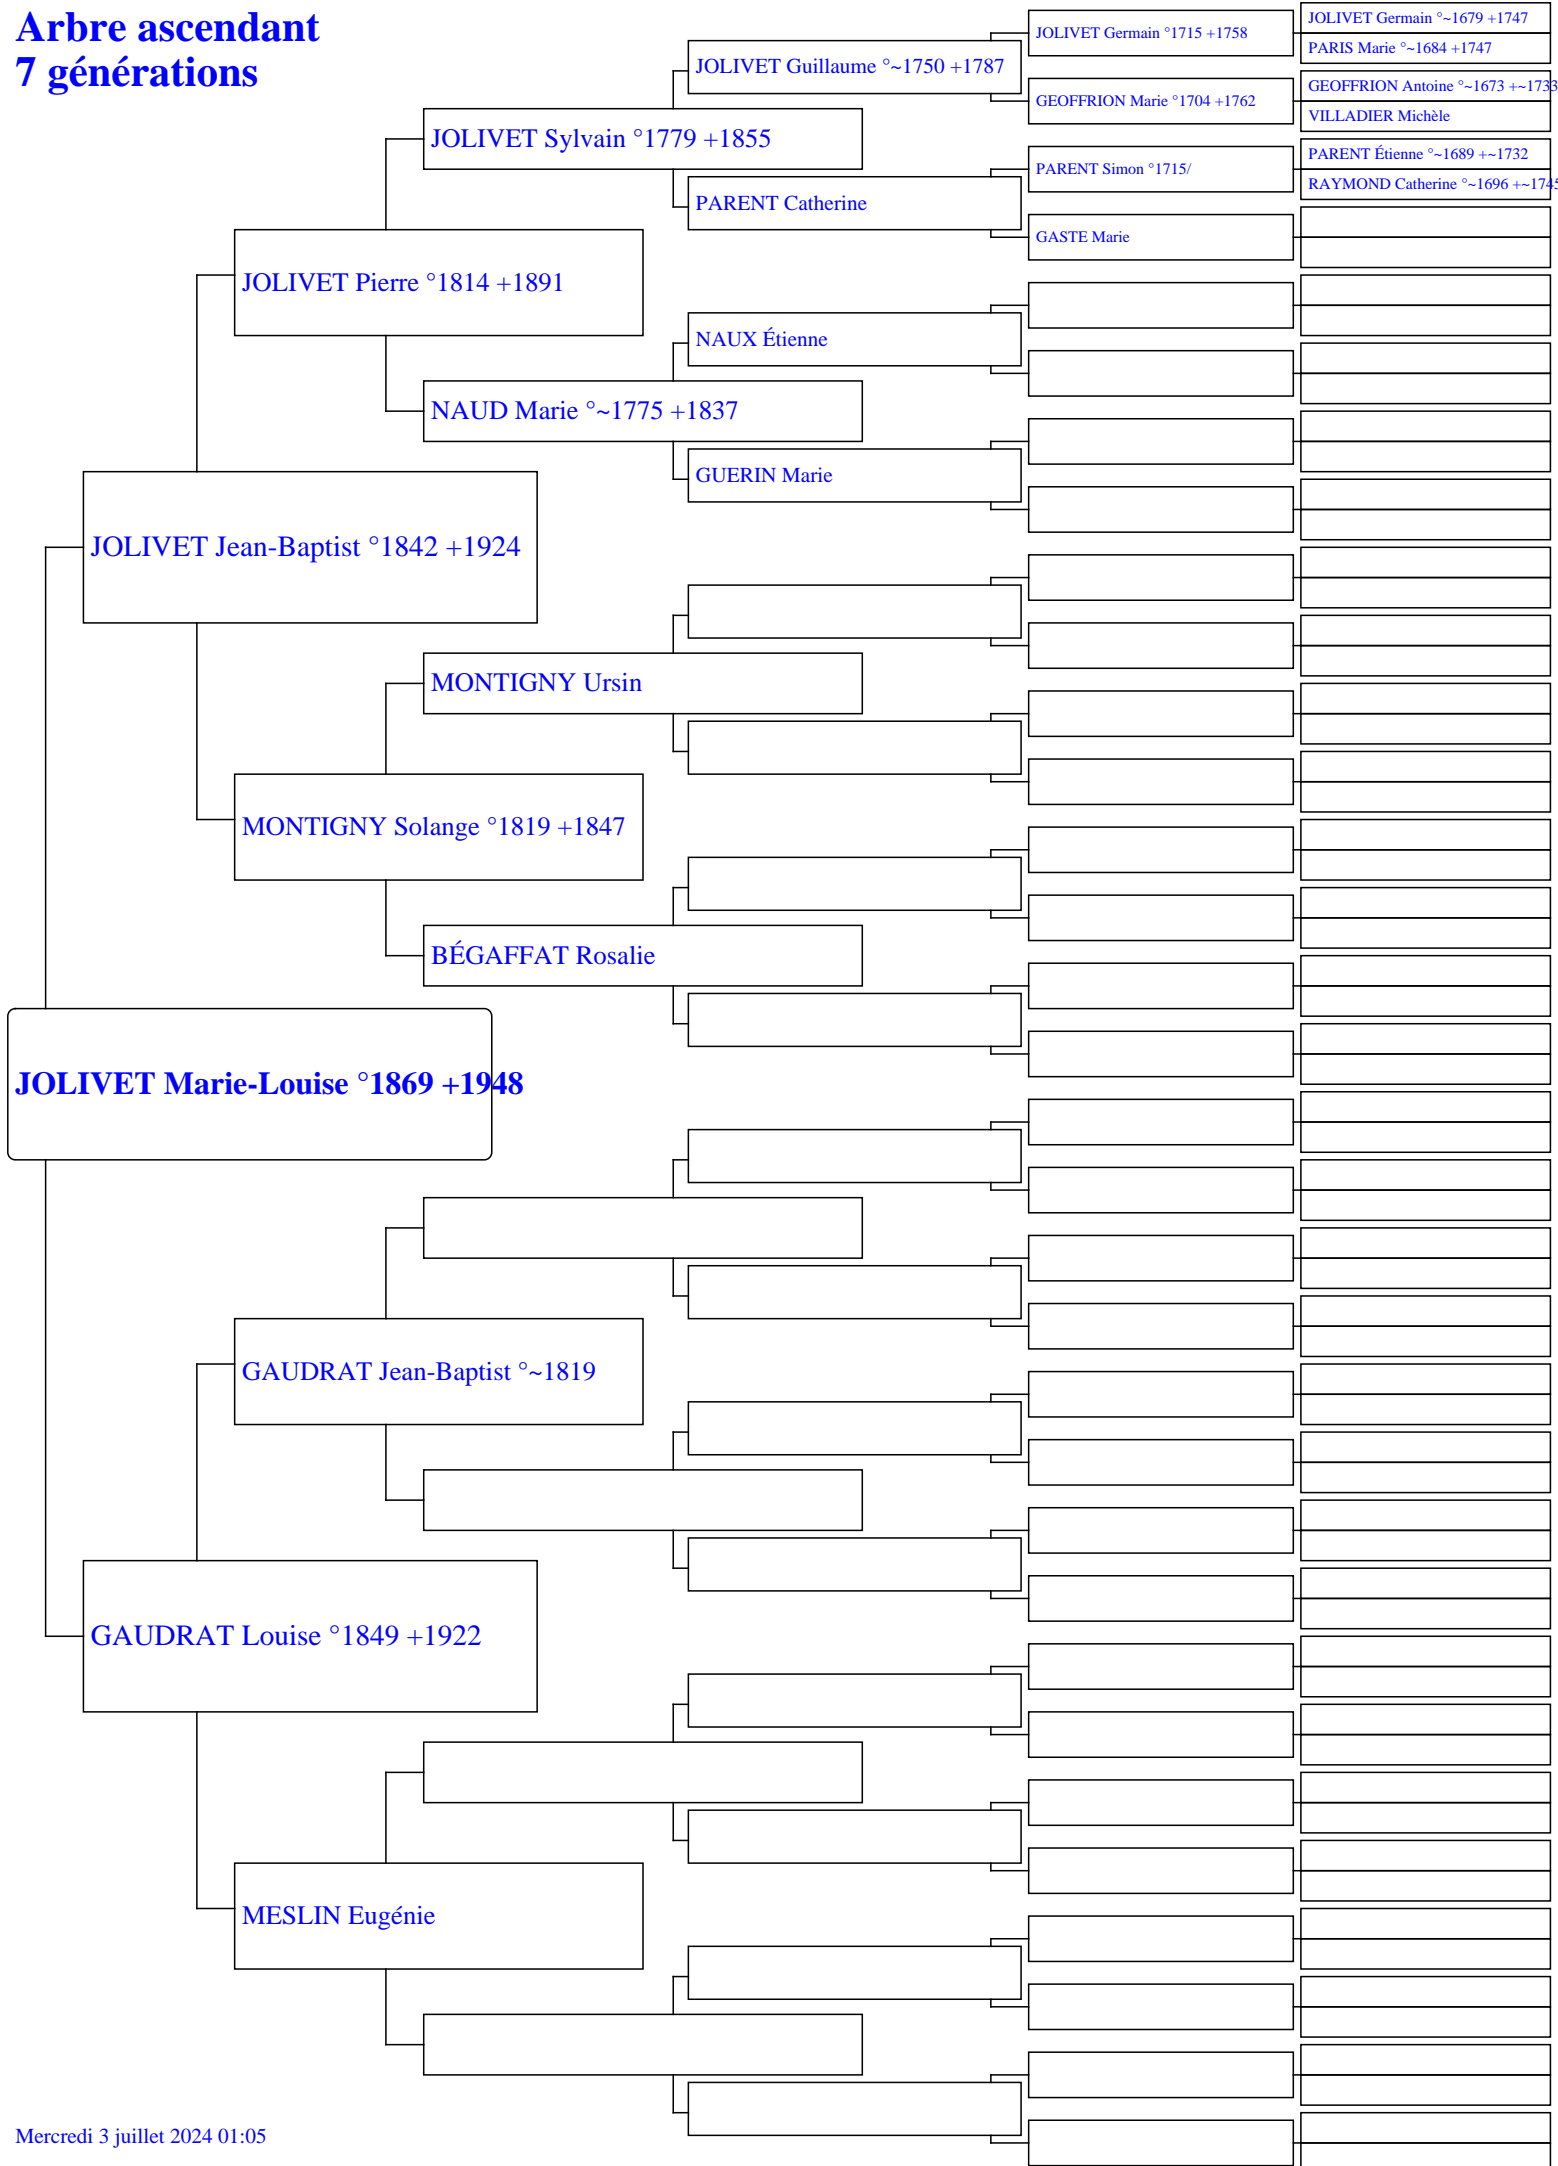 Arbre ascendant
7 générations
JOLIVET Germain °~1679 +1747
JOLIVET Germain °1715 +1758
PARIS Marie °~1684 +1747
JOLIVET Guillaume °~1750 +1787
GEOFFRION Antoine °~1673 +~1733
GEOFFRION Marie °1704 +1762
VILLADIER Michèle
JOLIVET Sylvain °1779 +1855
PARENT Étienne °~1689 +~1732
PARENT Simon °1715/
RAYMOND Catherine °~1696 +~1745
PARENT Catherine
GASTE Marie
JOLIVET Pierre °1814 +1891
NAUX Étienne
NAUD Marie °~1775 +1837
GUERIN Marie
JOLIVET Jean-Baptist °1842 +1924
MONTIGNY Ursin
MONTIGNY Solange °1819 +1847
BÉGAFFAT Rosalie
JOLIVET Marie-Louise °1869 +1948
GAUDRAT Jean-Baptist °~1819
GAUDRAT Louise °1849 +1922
MESLIN Eugénie
Mercredi 3 juillet 2024 01:05